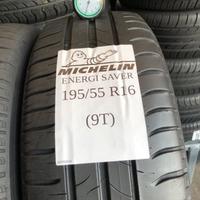 MICHELIN
ENERGI SAVER
195/55 R16
(9T)